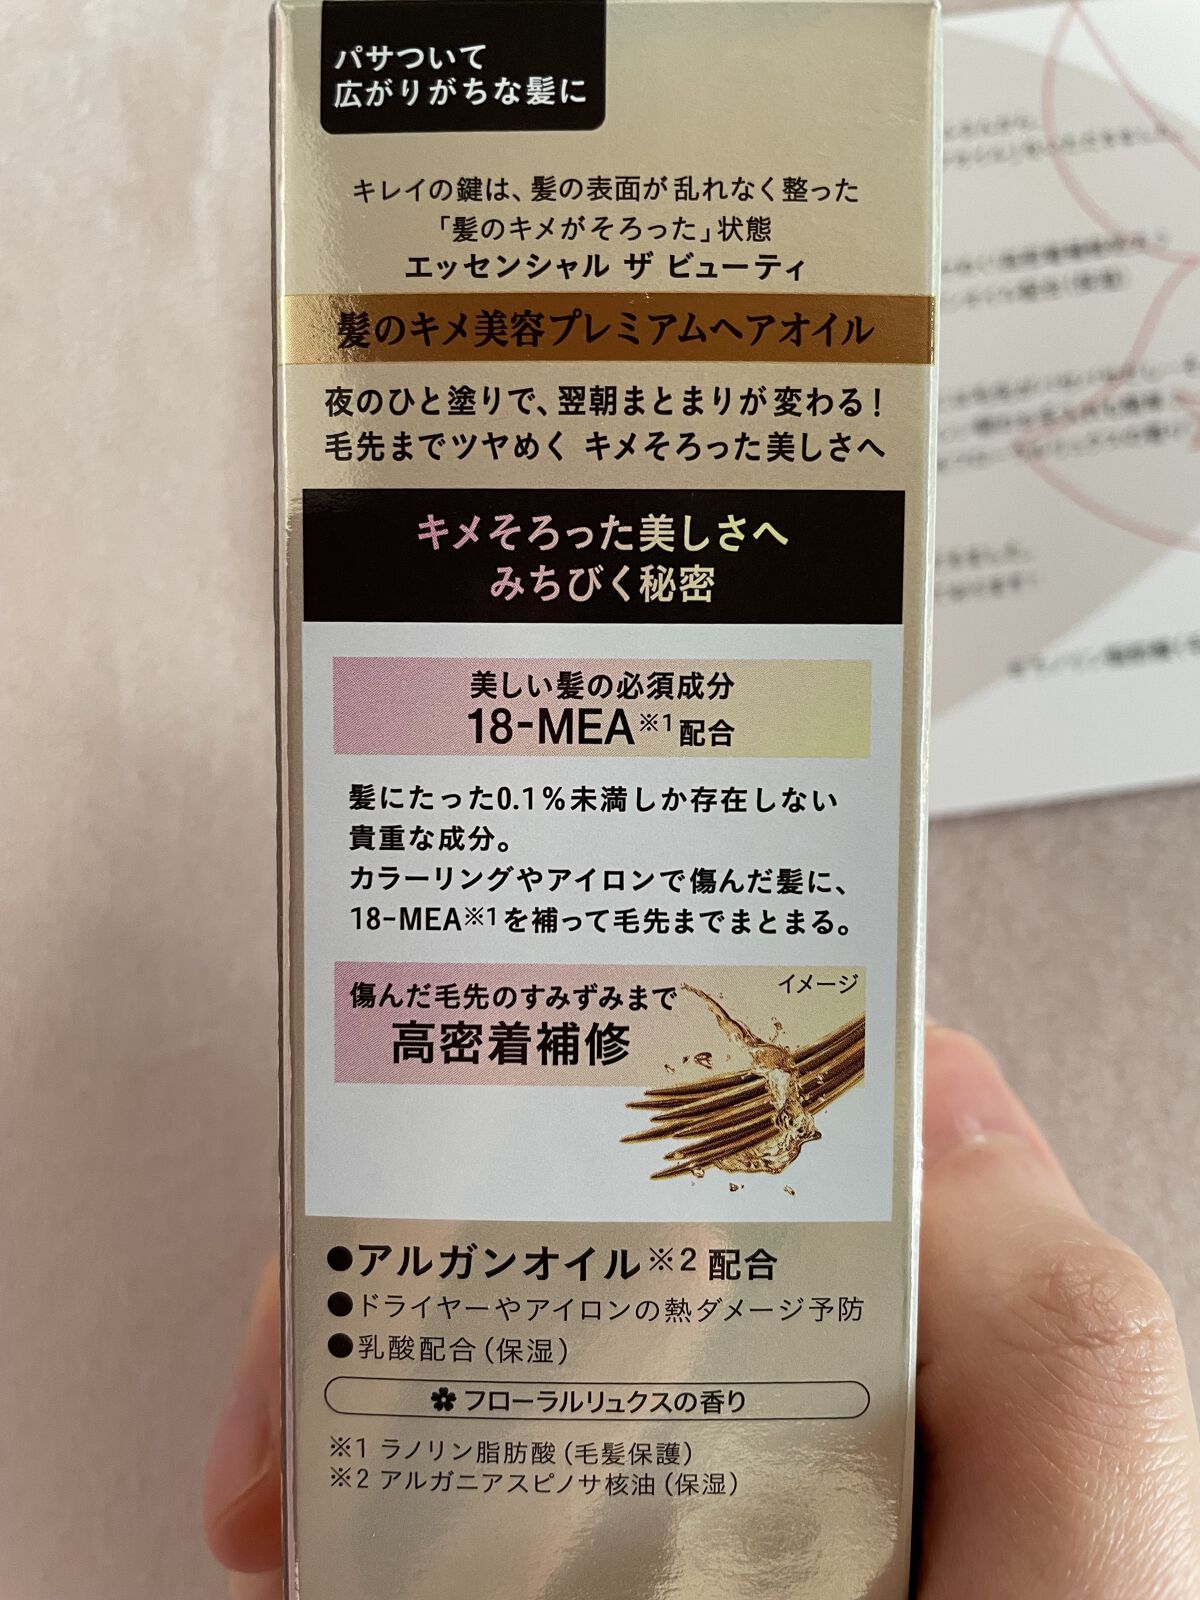 パサついて
広がりがちな髪に
キレイの鍵は、髪の表面が乱れなく整った
「髪のキメがそろった」状態
エッセンシャル ザ ビューティ
髪のキメ美容プレミアムヘアオイル
夜のひと塗りで、翌朝まとまりが変わる!
毛先までツヤめく キメそろった美しさへ
キメそろった美しさへ
みちびく秘密
美しい髪の必須成分
18-MEA※1配合
髪にたった0.1%未満しか存在しない
貴重な成分。
カラーリングやアイロンで傷んだ髪に、
18-MEA※1を補って毛先までまとまる。
傷んだ毛先のすみずみまで
高密着補修
イメージ
●アルガンオイル※2 配合
●ドライヤーやアイロンの熱ダメージ予防
●乳酸配合(保湿)
フローラルリュクスの香り
※1 ラノリン脂肪酸(毛髪保護)
※2 アルガニアスピノサ核油(保湿)